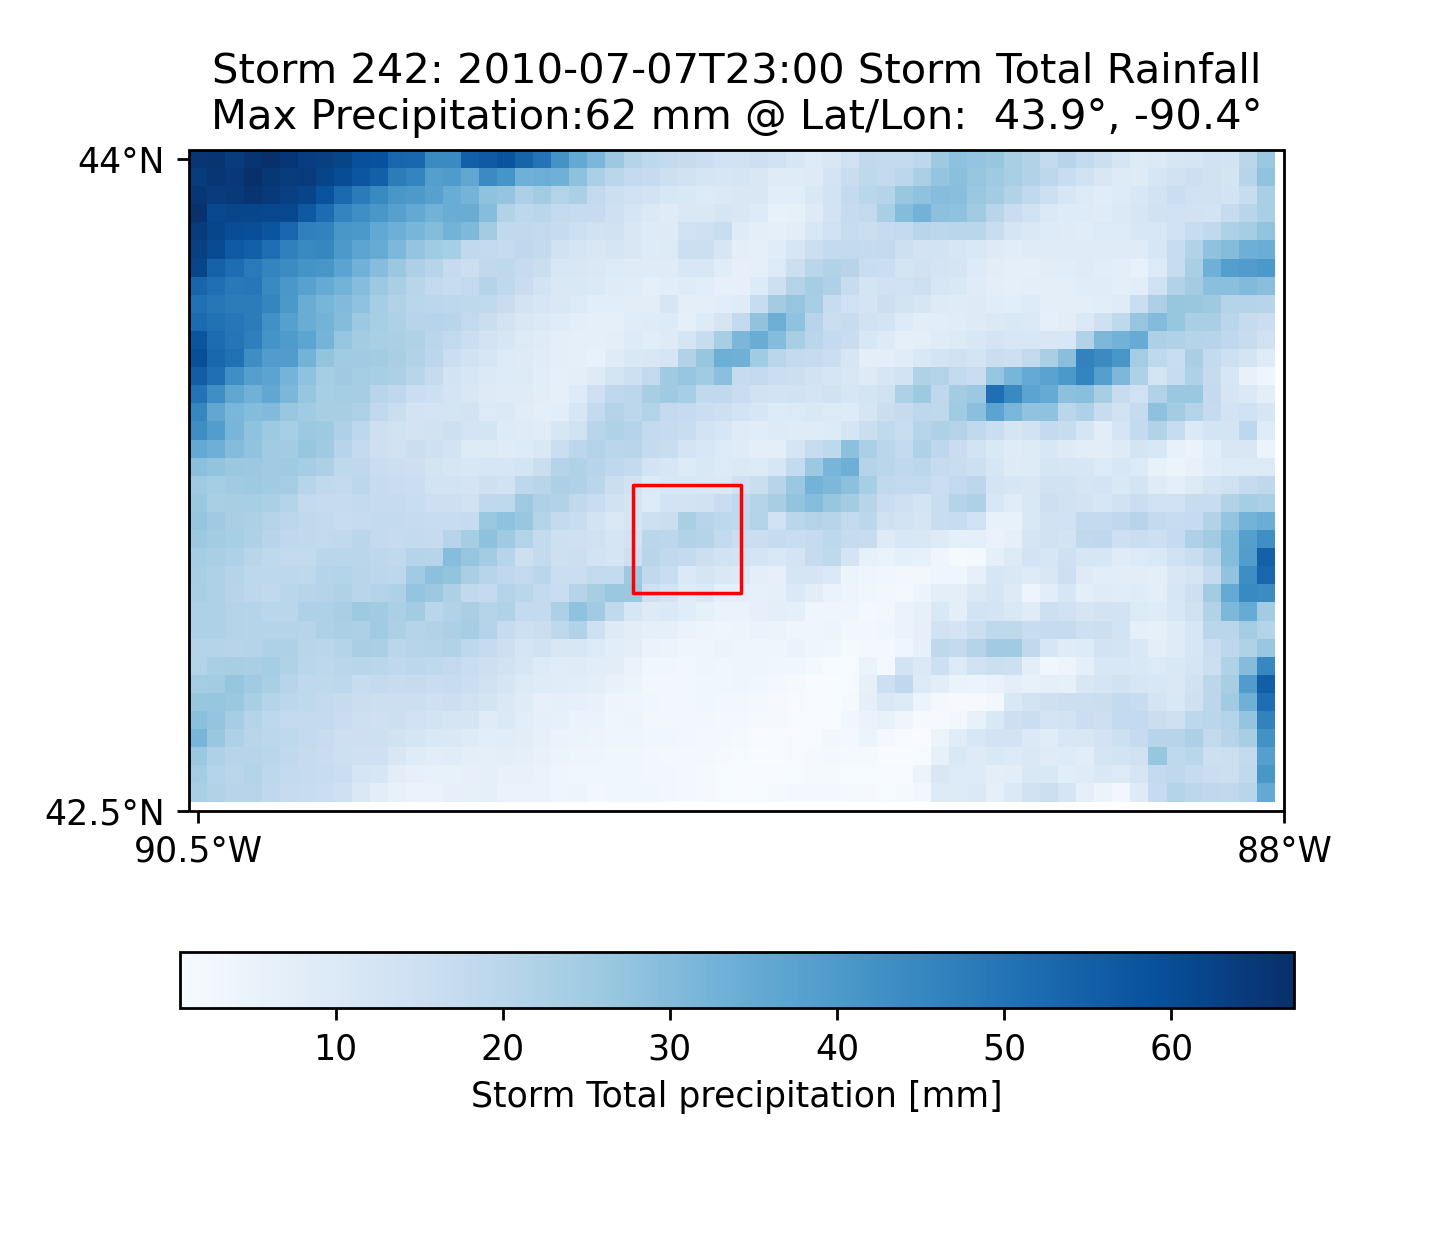 Storm 242: 2010-07-07T23:00 Storm Total Rainfall
Max Precipitation:62 mm @ Lat/Lon:  43.9°, -90.4°
44°N
42.5°N
90.5°W 88°W
10 20 30 40 50 60
Storm Total precipitation [mm]